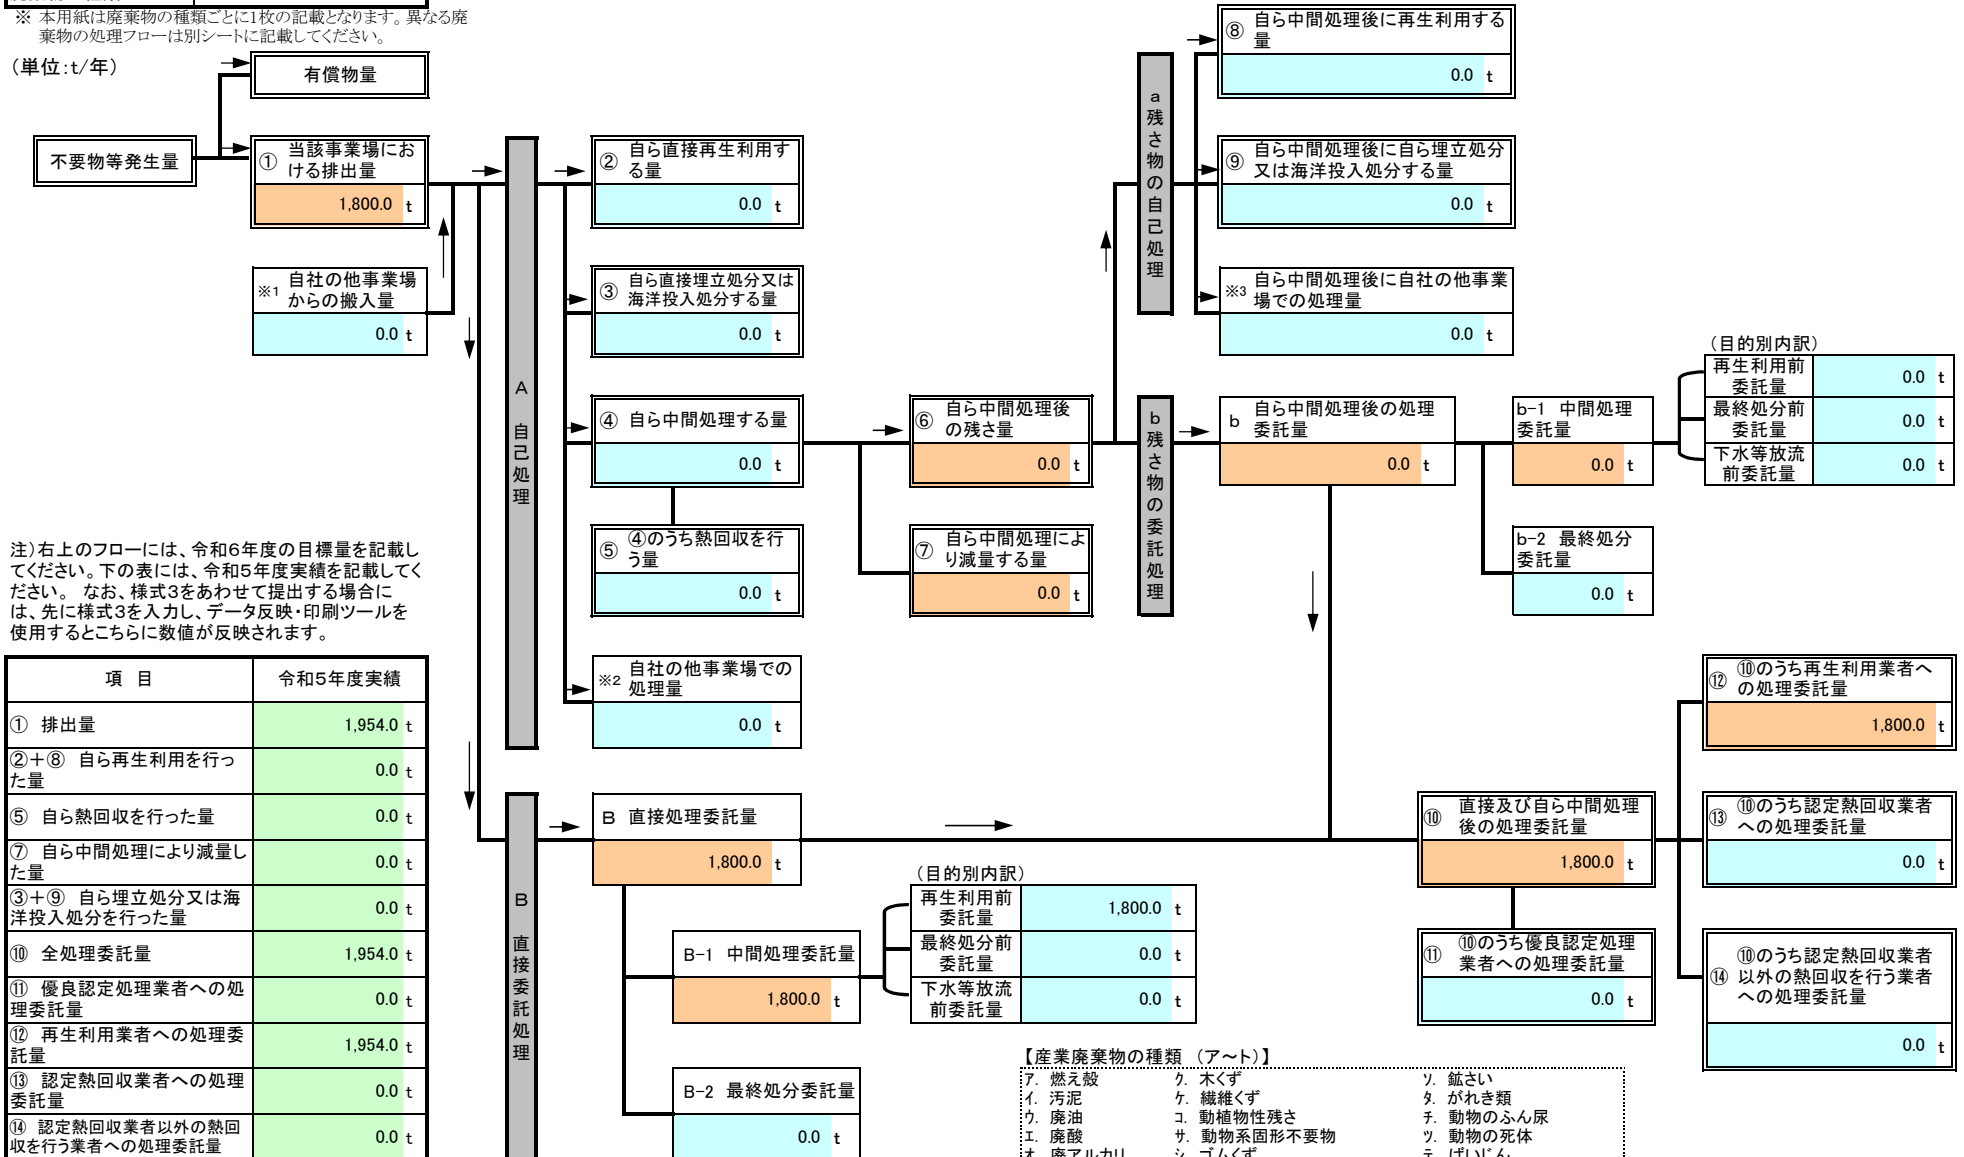 ※ 本用紙は廃棄物の種類ごとに1枚の記載となります。異なる廃
棄物の処理フローは別シートに記載してください。
（単位：t/年）
有償物量
不要物等発生量
① 当該事業場にお
ける排出量
1,800.0 t
※1 自社の他事業場
からの搬入量
0.0 t
A 自己処理
② 自ら直接再生利用す
る量
0.0 t
③ 自ら直接埋立処分又は
海洋投入処分する量
0.0 t
④ 自ら中間処理する量
0.0 t
⑤ ④のうち熱回収を行
う量
0.0 t
※2 自社の他事業場での
処理量
0.0 t
⑥ 自ら中間処理後
の残さ量
0.0 t
⑦ 自ら中間処理によ
り減量する量
0.0 t
a 残さ物の自己処理
⑧ 自ら中間処理後に再生利用する
量
0.0 t
⑨ 自ら中間処理後に自ら埋立処分
又は海洋投入処分する量
0.0 t
※3 自ら中間処理後に自社の他事業
場での処理量
0.0 t
b 残さ物の委託処理
b 自ら中間処理後の処理
委託量
0.0 t
b-1 中間処理
委託量
0.0 t
b-2 最終処分
委託量
0.0 t
（目的別内訳）
再生利用前
委託量
0.0 t
最終処分前
委託量
0.0 t
下水等放流
前委託量
0.0 t
注）右上のフローには、令和６年度の目標量を記載し
てください。下の表には、令和５年度実績を記載してく
ださい。 なお、様式３をあわせて提出する場合に
は、先に様式３を入力し、データ反映・印刷ツールを
使用するとこちらに数値が反映されます。
項 目 令和５年度実績
① 排出量 1,954.0 t
②＋⑧ 自ら再生利用を行っ
た量 0.0 t
⑤ 自ら熱回収を行った量 0.0 t
⑦ 自ら中間処理により減量し
た量 0.0 t
③＋⑨ 自ら埋立処分又は海
洋投入処分を行った量 0.0 t
⑩ 全処理委託量 1,954.0 t
⑪ 優良認定処理業者への処
理委託量 0.0 t
⑫ 再生利用業者への処理委
託量 1,954.0 t
⑬ 認定熱回収業者への処理
委託量 0.0 t
⑭ 認定熱回収業者以外の熱回
収を行う業者への処理委託量 0.0 t
B 直接委託処理
B 直接処理委託量
1,800.0 t
B-1 中間処理委託量
1,800.0 t
B-2 最終処分委託量
0.0 t
（目的別内訳）
再生利用前
委託量
1,800.0 t
最終処分前
委託量
0.0 t
下水等放流
前委託量
0.0 t
⑩ 直接及び自ら中間処理
後の処理委託量
1,800.0 t
⑪ ⑩のうち優良認定処理
業者への処理委託量
0.0 t
⑫ ⑩のうち再生利用業者へ
の処理委託量
1,800.0 t
⑬ ⑩のうち認定熱回収業者
への処理委託量
0.0 t
⑭ ⑩のうち認定熱回収業者
以外の熱回収を行う業者
への処理委託量
0.0 t
【産業廃棄物の種類 （ア～ト）】
ア. 燃え殻 ク. 木くず ソ. 鉱さい
イ. 汚泥 ケ. 繊維くず タ. がれき類
ウ. 廃油 コ. 動植物性残さ チ. 動物のふん尿
エ. 廃酸 サ. 動物系固形不要物 ツ. 動物の死体
オ. 廃アルカリ シ. ゴムくず テ. ばいじん